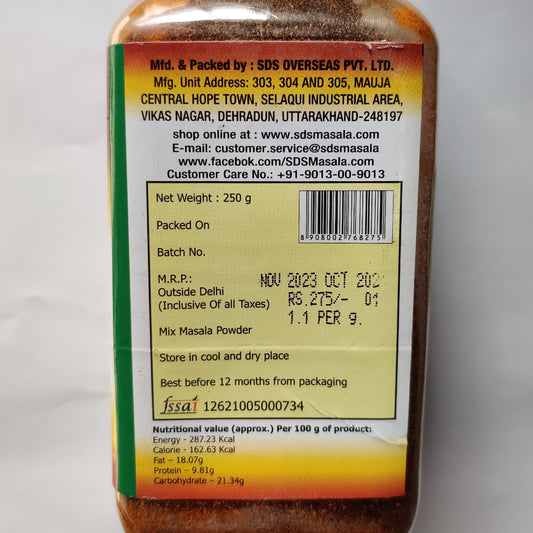 Mfd. & Packed by : SDS OVERSEAS PVT. LTD.
Mfg. Unit Address: 303, 304 AND 305, MAUJA
CENTRAL HOPE TOWN, SELAQUI INDUSTRIAL AREA,
VIKAS NAGAR, DEHRADUN, UTTARAKHAND-248197
shop online at : www.sdsmasala.com
E-mail: customer.service@sdsmasala
www.facebok.com/SDSMasala.com
Customer Care No.: +91-9013-00-9013
Net Weight : 250 g
8 908002 768275
Packed On
Batch No.
M.R.P.:
Outside Delhi
(Inclusive Of all Taxes)
NOV 2023 OCT 202
RS.275/- 01
1.1 PER g.
Mix Masala Powder
Store in cool and dry place
Best before 12 months from packaging
fssai 12621005000734
Nutritional value (approx.) Per 100 g of product:
Energy - 287.23 Kcal
Calorie - 162.63 Kcal
Fat – 18.07g
Protein – 9.81g
Carbohydrate – 21.34g